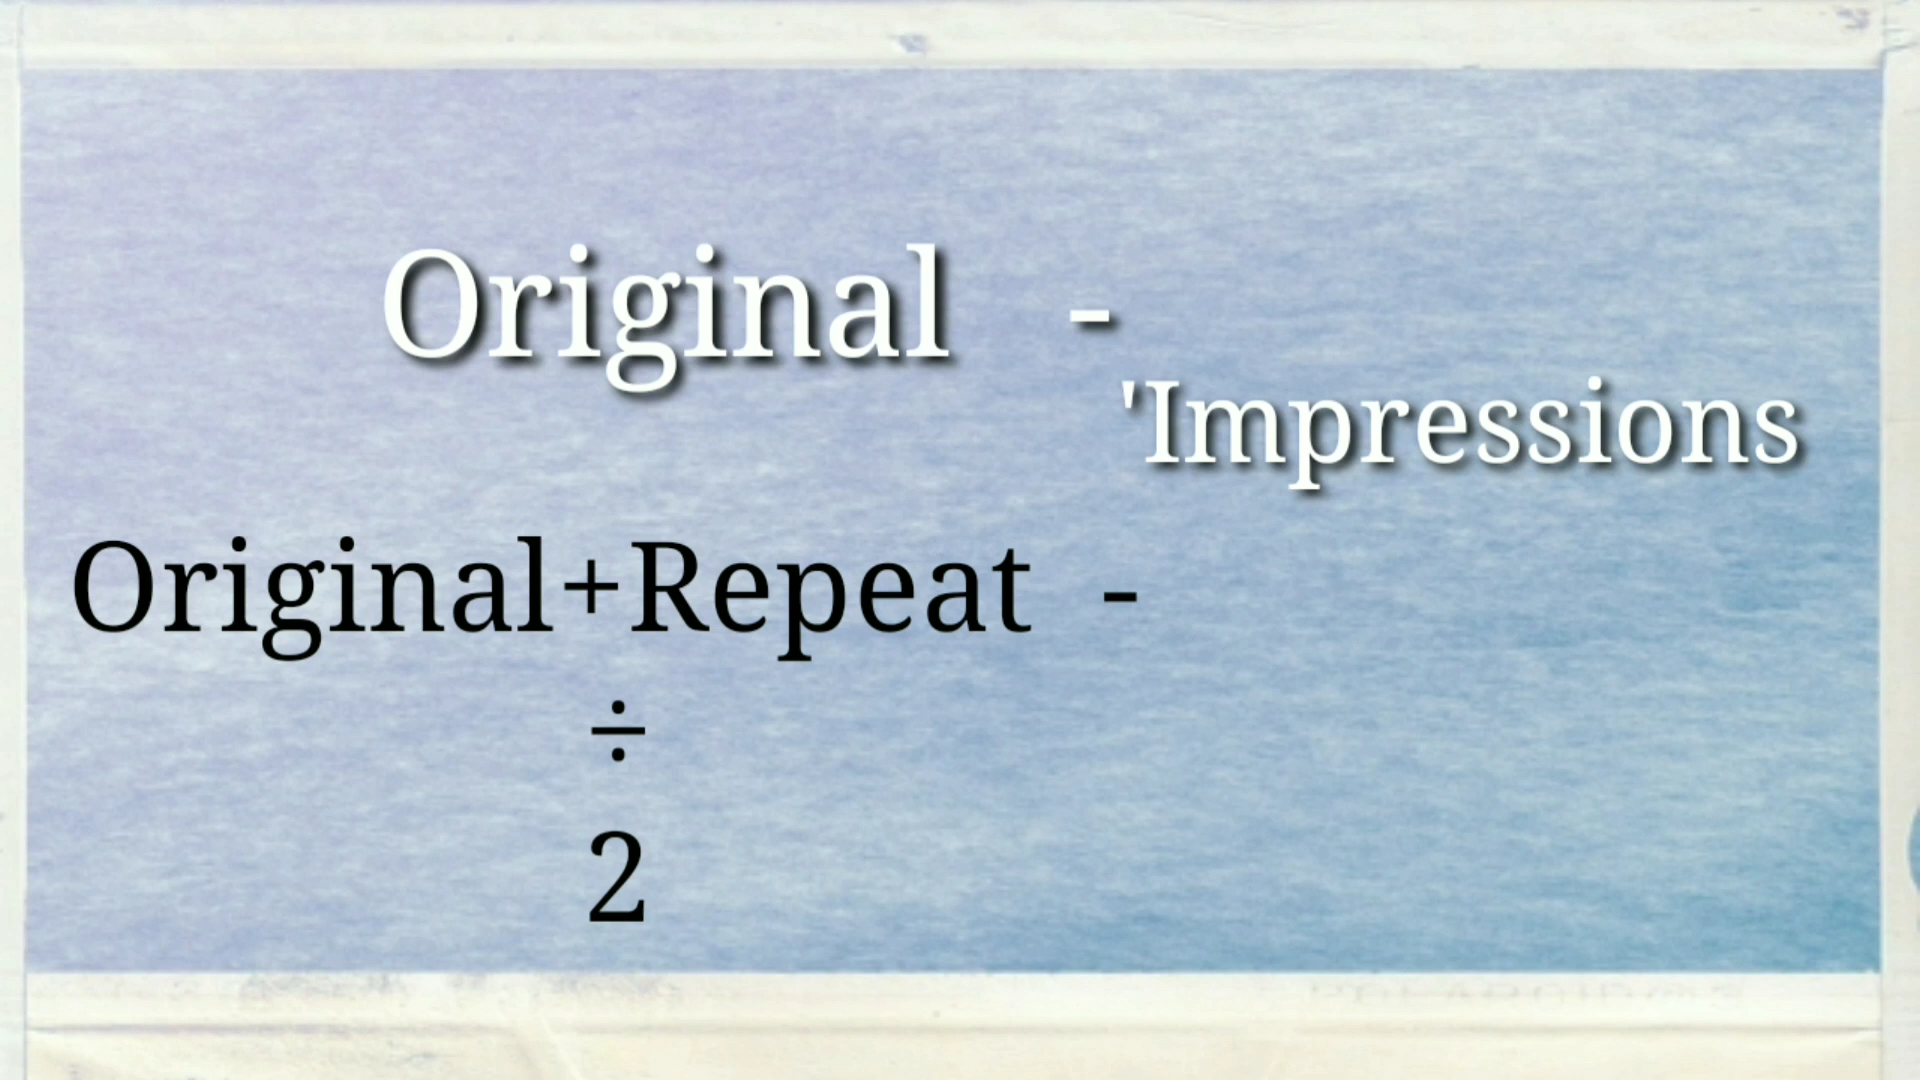 Original -
'Impressions
Original+Repeat -
÷
2